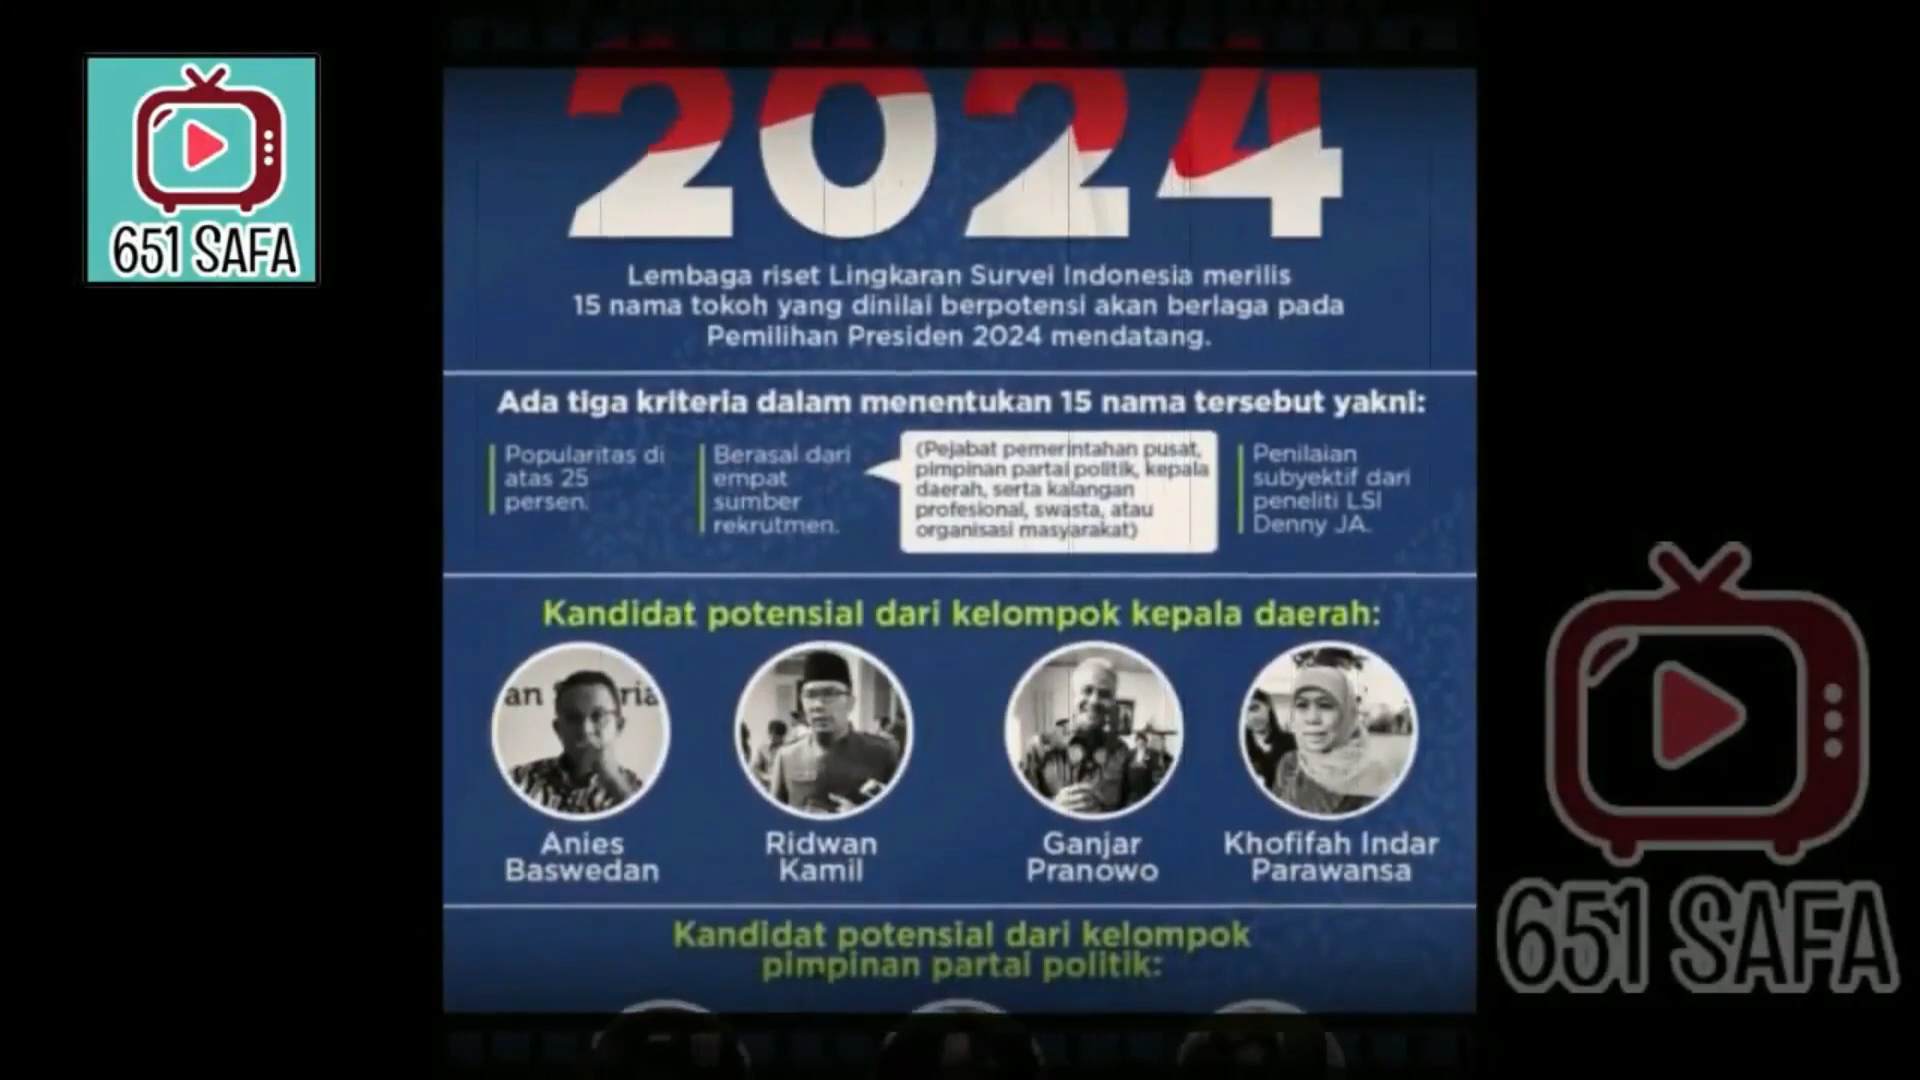 651 SAFA
2024
Lembaga riset Lingkaran Survei Indonesia merilis
15 nama tokoh yang dinilai berpotensi akan berlaga pada
Pemilihan Presiden 2024 mendatang.
Ada tiga kriteria dalam menentukan 15 nama tersebut yakni:
Popularitas di
atas 25
persen.
Berasal dari
empat
sumber
rekrutmen.
(Pejabat pemerintahan pusat,
pimpinan partai politik, kepala
daerah, serta kalangan
profesional, swasta, atau
organisasi masyarakat)
Penilaian
subyektif dari
peneliti LSI
Denny JA.
Kandidat potensial dari kelompok kepala daerah:
an
ria
Anies
Baswedan
Ridwan
Kamil
Ganjar
Pranowo
Khofifah Indar
Parawansa
Kandidat potensial dari kelompok
pimpinan partai politik:
651 SAFA